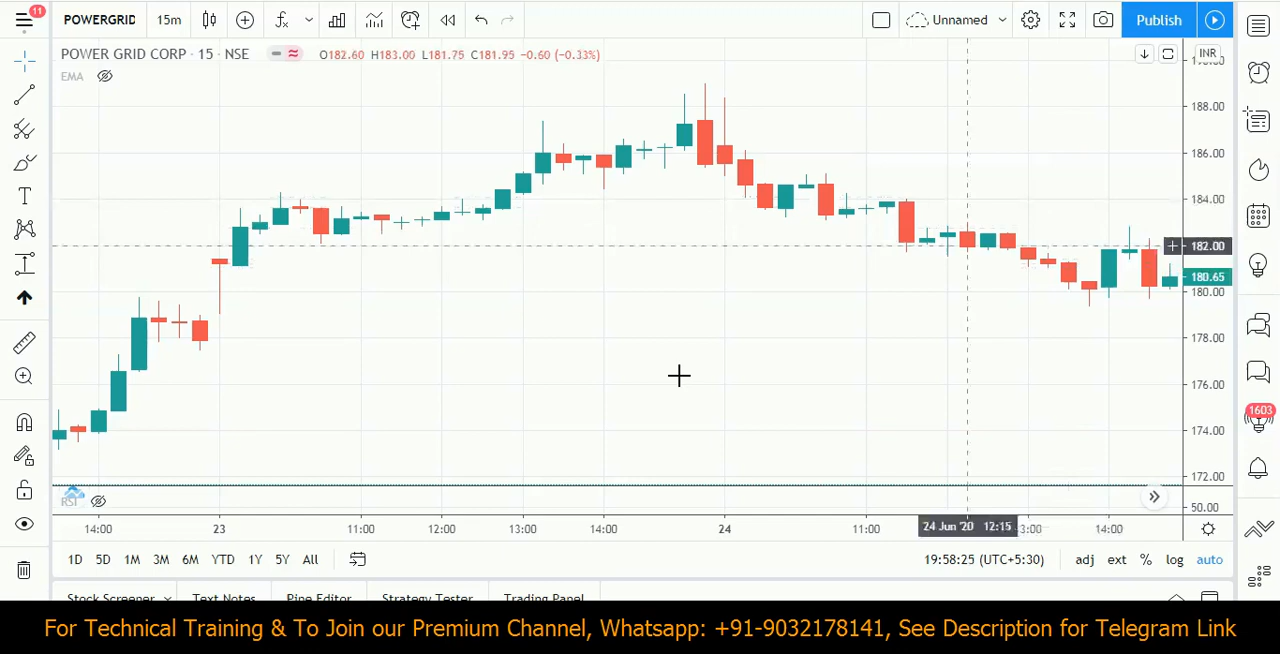 11
POWERGRID
15m
Unnamed
Publish
POWER GRID CORP · 15 · NSE
O182.60 H183.00 L181.75 C181.95 -0.60 (-0.33%)
INR
EMA
188.00
186.00
184.00
182.00
180.65
180.00
178.00
176.00
174.00
172.00
1603
RSI
50.00
14:00
23
11:00
12:00
13:00
14:00
24
11:00
24 Jun '20 12:15
3:00
14:00
1D 5D 1M 3M 6M YTD 1Y 5Y All
19:58:25 (UTC+5:30)
adj ext % log auto
Stock Screener
Text Notes
Pine Editor
Strategy Tester
Trading Panel
For Technical Training & To Join our Premium Channel, Whatsapp: +91-9032178141, See Description for Telegram Link